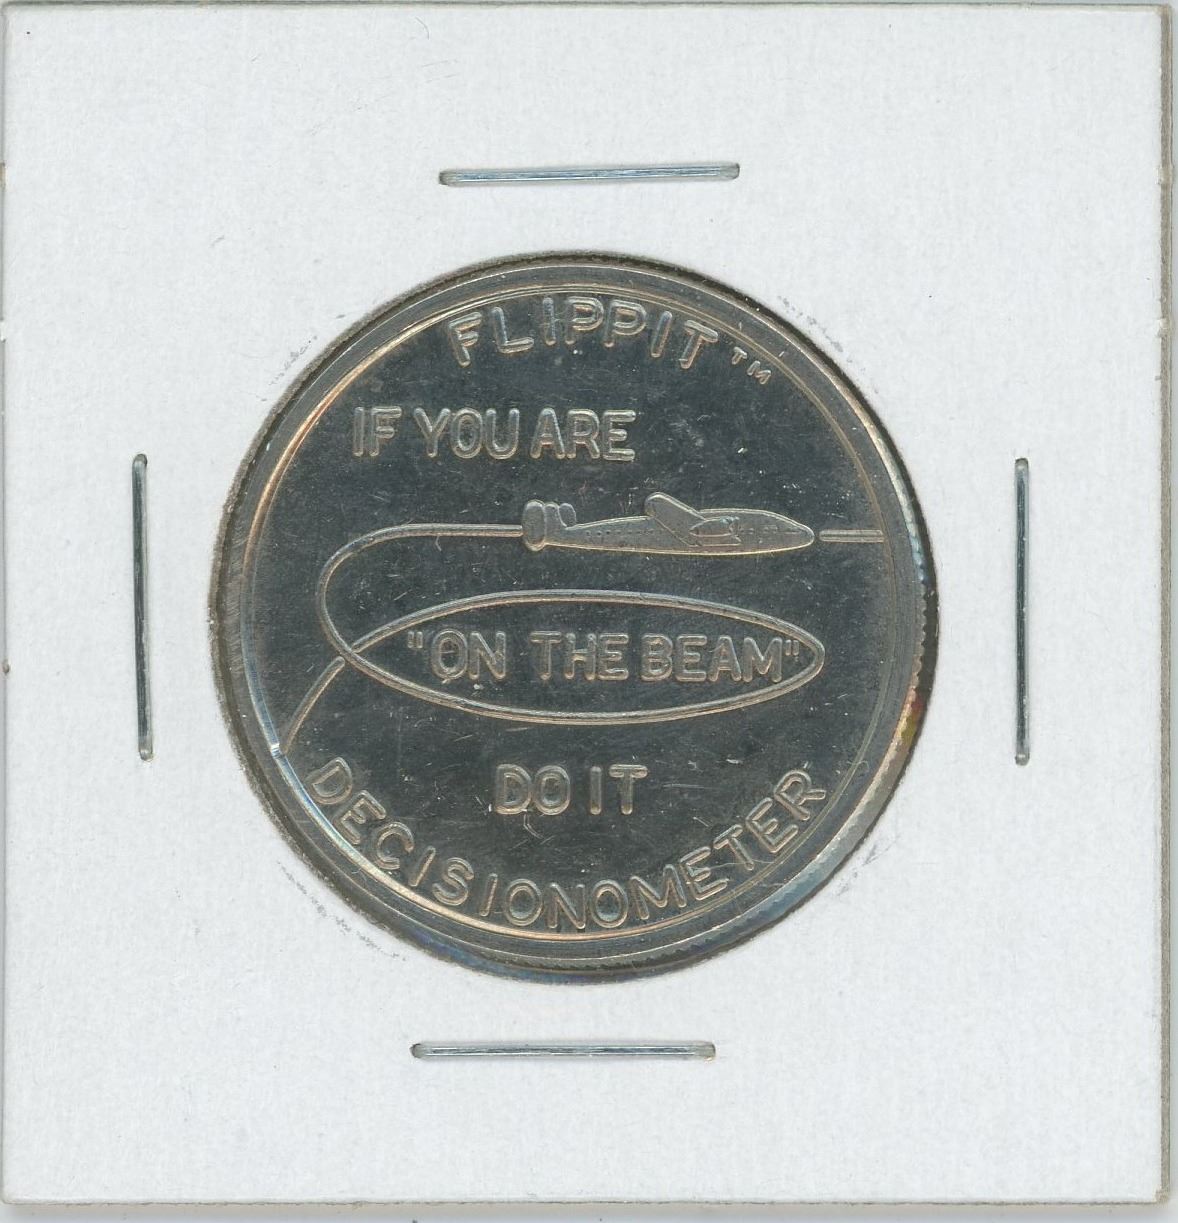 FLIPPIT™
IF YOU ARE
"ON THE BEAM"
DO IT
DECISIONOMETER